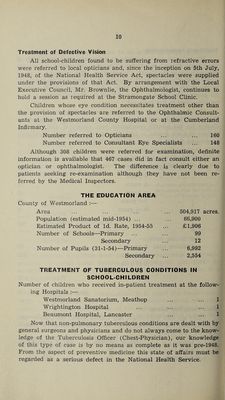 10
Treatment of Defective Vision
All school-children found to be suffering from refractive errors
were referred to local opticians and, since the inception on 5th July,
1948, of the National Health Service Act, spectacles were supplied
under the provisions of that Act. By arrangement with the Local
Executive Council, Mr. Brownlie, the Ophthalmologist, continues to
hold a session as required at the Stramongate School Clinic.
Children whose eye condition necessitates treatment other than
the provision of spectacles are referred to the Ophthalmic Consult-
ants at the Westmorland County Hospital or at the Cumberland
Infirmary.
Number referred to Opticians ... ... 160
Number referred to Consultant Eye Specialists ... 148
Although 308 children were referred for examination, definite
information is available that 467 cases did in fact consult either an
optician or ophthalmologist. The difference is clearly due to
patients seeking re-examination although they have not been re-
ferred by the Medical Inspectors.
THE EDUCATION AREA
County of Westmorland :—
Area ... ... ... ... 504,917 acres.
Population (estimated mid-1954) ... ... 66,900
Estimated Product of 1d. Rate, 1954-55 ... £1,906
Number of Schools—Primary ... ... 99
Secondary ... ... 12
Number of Pupils (31-1-54)—Primary ... 6,992
Secondary ... 2,554
TREATMENT OF TUBERCULOUS CONDITIONS IN
SCHOOL-CHILDREN
Number of children who received in-patient treatment at the follow-
ing Hospitals :—
Westmorland Sanatorium, Meathop ... ... 1
Wrightington Hospital ... ... ... 1
Beaumont Hospital, Lancaster ... ... 1
Now that non-pulmonary tuberculous conditions are dealt with by
general surgeons and physicians and do not always come to the know-
ledge of the Tuberculosis Officer (Chest-Physician), our knowledge
of this type of case is by no means as complete as it was pre-1948.
From the aspect of preventive medicine this state of affairs must be
regarded as a serious defect in the National Health Service.